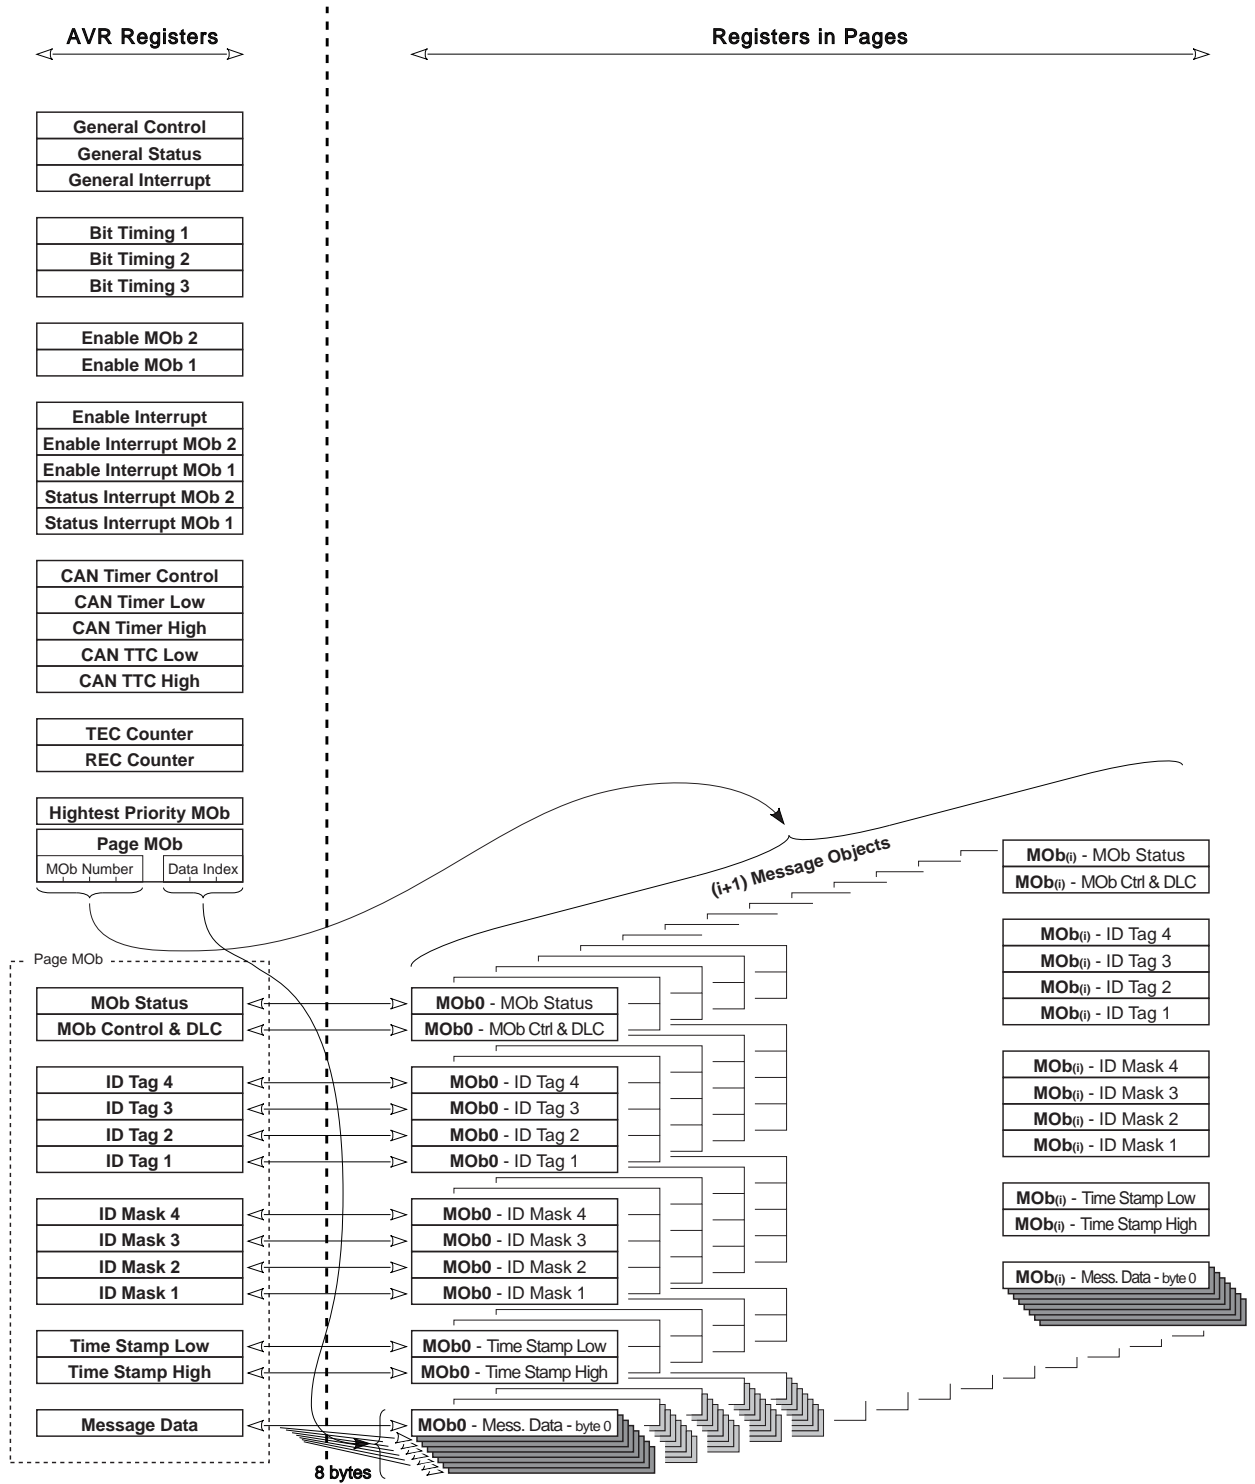 AVR Registers
Registers in Pages
General Control
General Status
General Interrupt
Bit Timing 1
Bit Timing 2
Bit Timing 3
Enable MOb 2
Enable MOb 1
Enable Interrupt
Enable Interrupt MOb 2
Enable Interrupt MOb 1
Status Interrupt MOb 2
Status Interrupt MOb 1
CAN Timer Control
CAN Timer Low
CAN Timer High
CAN TTC Low
CAN TTC High
TEC Counter
REC Counter
Hightest Priority MOb
Page MOb
MOb Number
Data Index
Page MOb
MOb Status
MOb Control & DLC
ID Tag 4
ID Tag 3
ID Tag 2
ID Tag 1
ID Mask 4
ID Mask 3
ID Mask 2
ID Mask 1
Time Stamp Low
Time Stamp High
Message Data
8 bytes
(i+1) Message Objects
MOb0 - MOb Status
MOb0 - MOb Ctrl & DLC
MOb0 - ID Tag 4
MOb0 - ID Tag 3
MOb0 - ID Tag 2
MOb0 - ID Tag 1
MOb0 - ID Mask 4
MOb0 - ID Mask 3
MOb0 - ID Mask 2
MOb0 - ID Mask 1
MOb0 - Time Stamp Low
MOb0 - Time Stamp High
MOb0 - Mess. Data - byte 0
MOb(i) - MOb Status
MOb(i) - MOb Ctrl & DLC
MOb(i) - ID Tag 4
MOb(i) - ID Tag 3
MOb(i) - ID Tag 2
MOb(i) - ID Tag 1
MOb(i) - ID Mask 4
MOb(i) - ID Mask 3
MOb(i) - ID Mask 2
MOb(i) - ID Mask 1
MOb(i) - Time Stamp Low
MOb(i) - Time Stamp High
MOb(i) - Mess. Data - byte 0